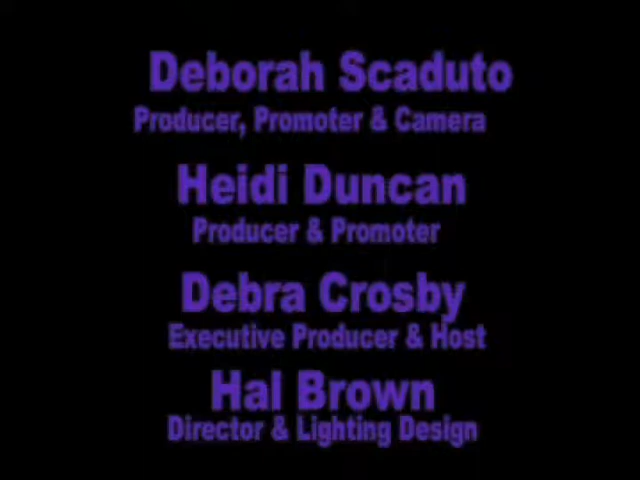 Deborah Scaduto
Producer, Promoter & Camera
Heidi Duncan
Producer & Promoter
Debra Crosby
Executive Producer & Host
Hal Brown
Director & Lighting Design